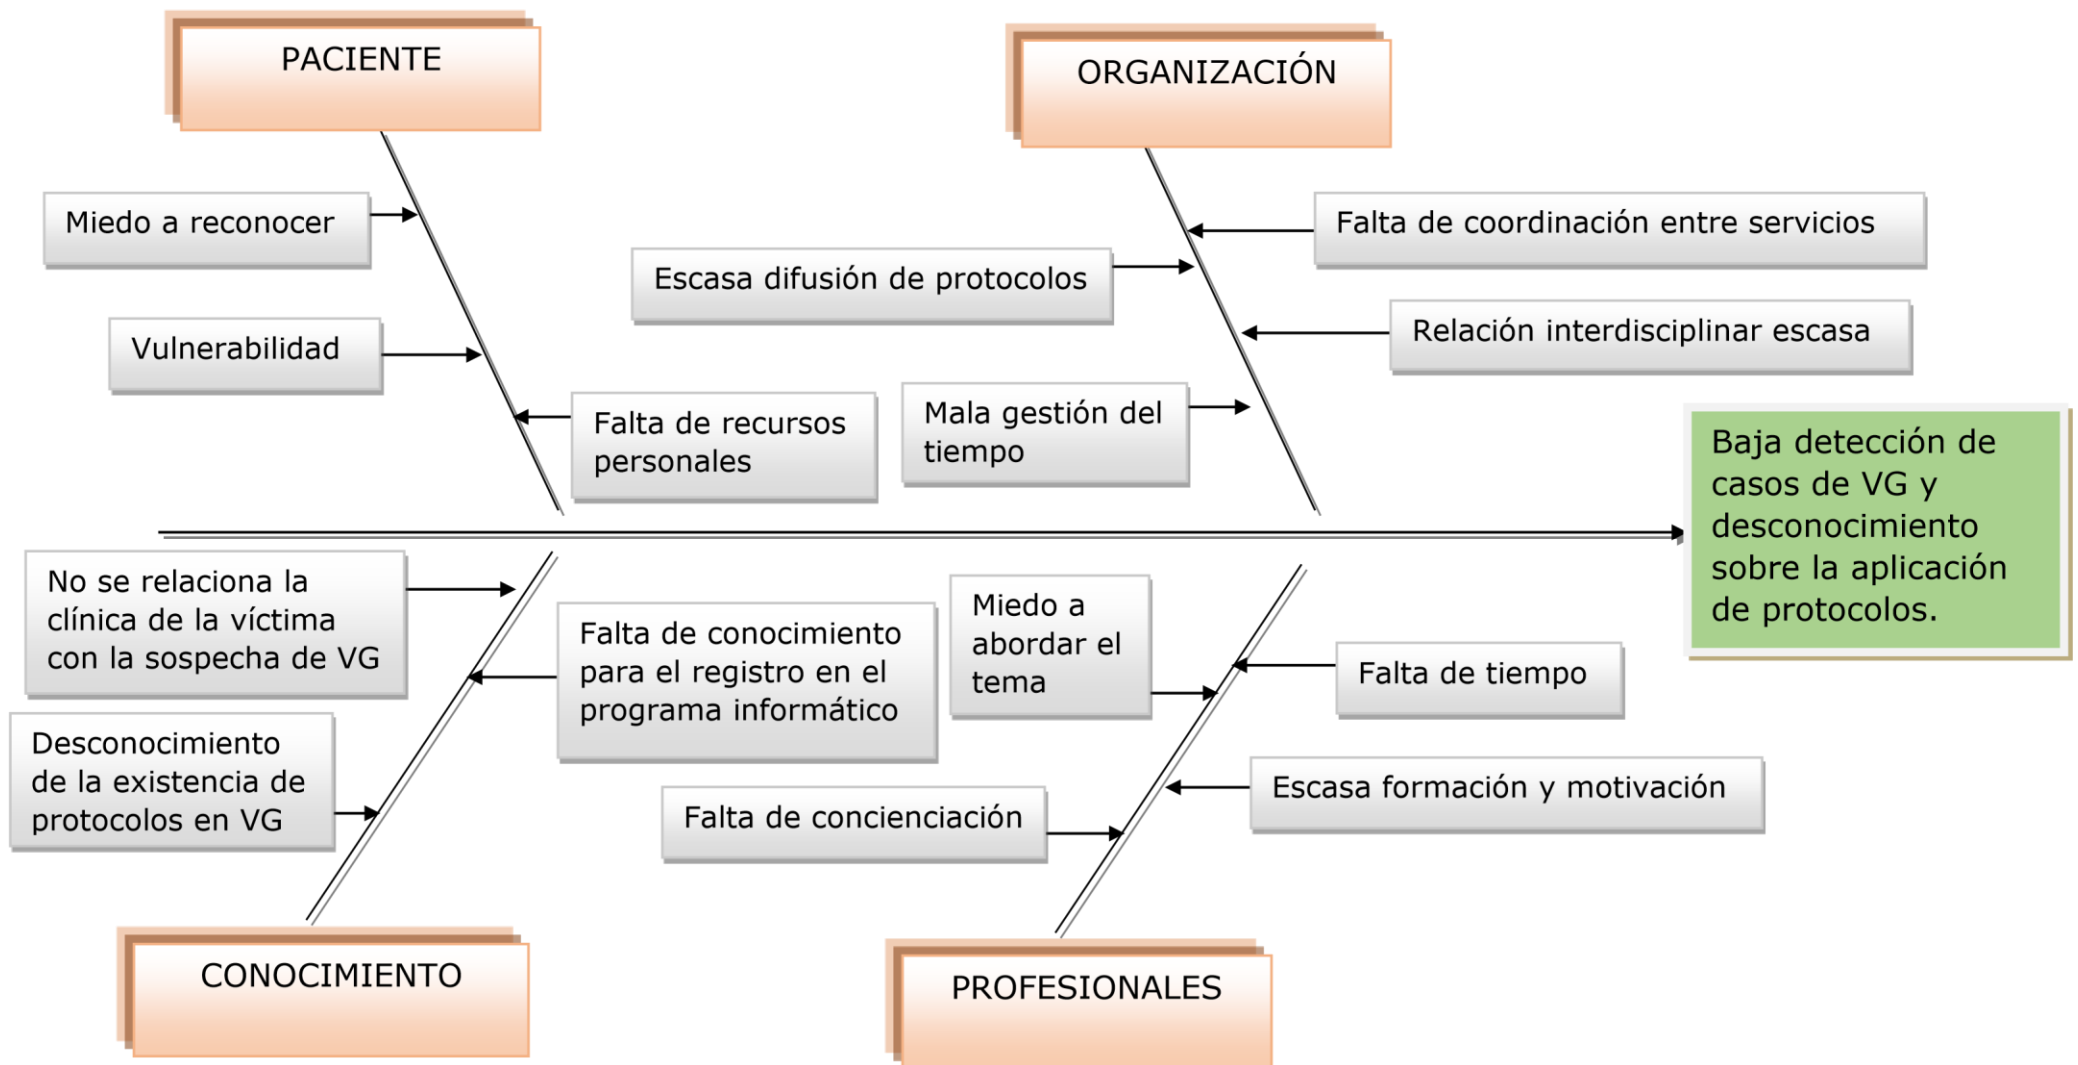 PACIENTE
ORGANIZACIÓN
Miedo a reconocer
Falta de coordinación entre servicios
Escasa difusión de protocolos
Vulnerabilidad
Relación interdisciplinar escasa
Falta de recursos
personales
Mala gestión del
tiempo
Baja detección de
casos de VG y
desconocimiento
sobre la aplicación
de protocolos.
No se relaciona la
clínica de la víctima
con la sospecha de VG
Falta de conocimiento
para el registro en el
programa informático
Miedo a
abordar el
tema
Falta de tiempo
Desconocimiento
de la existencia de
protocolos en VG
Falta de concienciación
Escasa formación y motivación
CONOCIMIENTO
PROFESIONALES